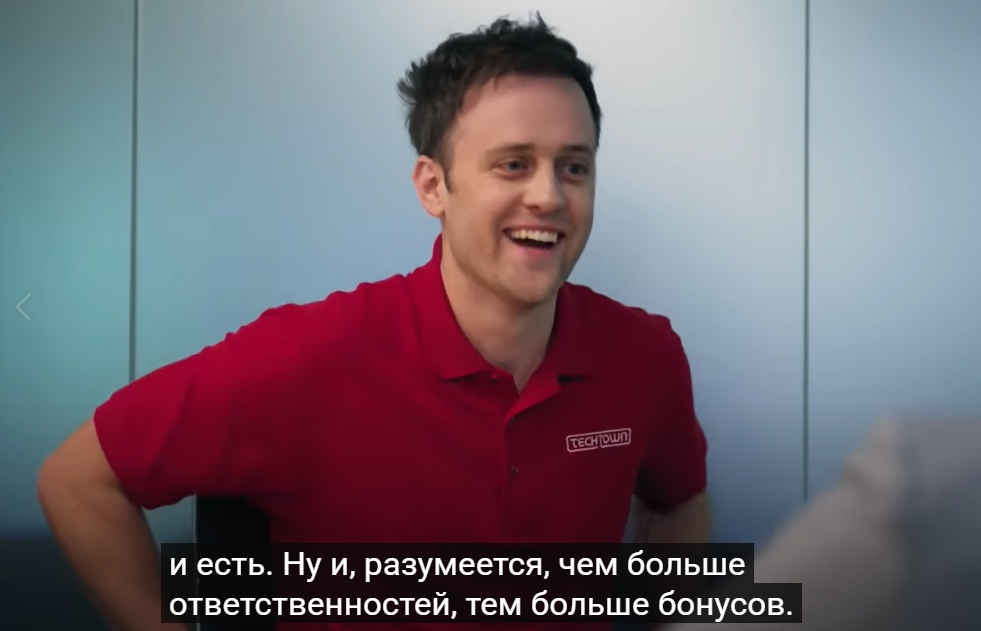 TECHTOWN
и есть. Ну и, разумеется, чем больше
ответственностей, тем больше бонусов.